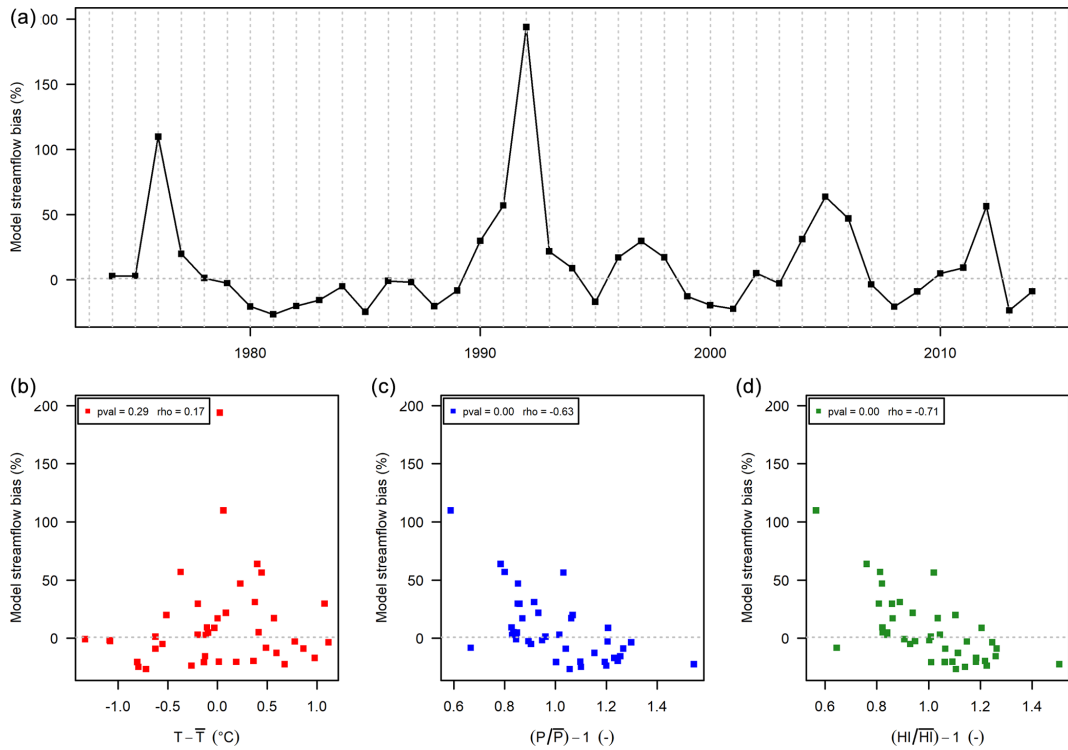 (a)
00
150
100
50
0
Model streamflow bias (%)
1980 1990 2000 2010
(b) (c) (d)
pval = 0.29 rho = 0.17
pval = 0.00 rho = -0.63
pval = 0.00 rho = -0.71
200
150
100
50
0
Model streamflow bias (%)
-1.0 -0.5 0.0 0.5 1.0
T − T̅ (°C)
200
150
100
50
0
Model streamflow bias (%)
0.6 0.8 1.0 1.2 1.4
(P/P̅) − 1 (-)
200
150
100
50
0
Model streamflow bias (%)
0.6 0.8 1.0 1.2 1.4
(HI/H̅I̅) − 1 (-)